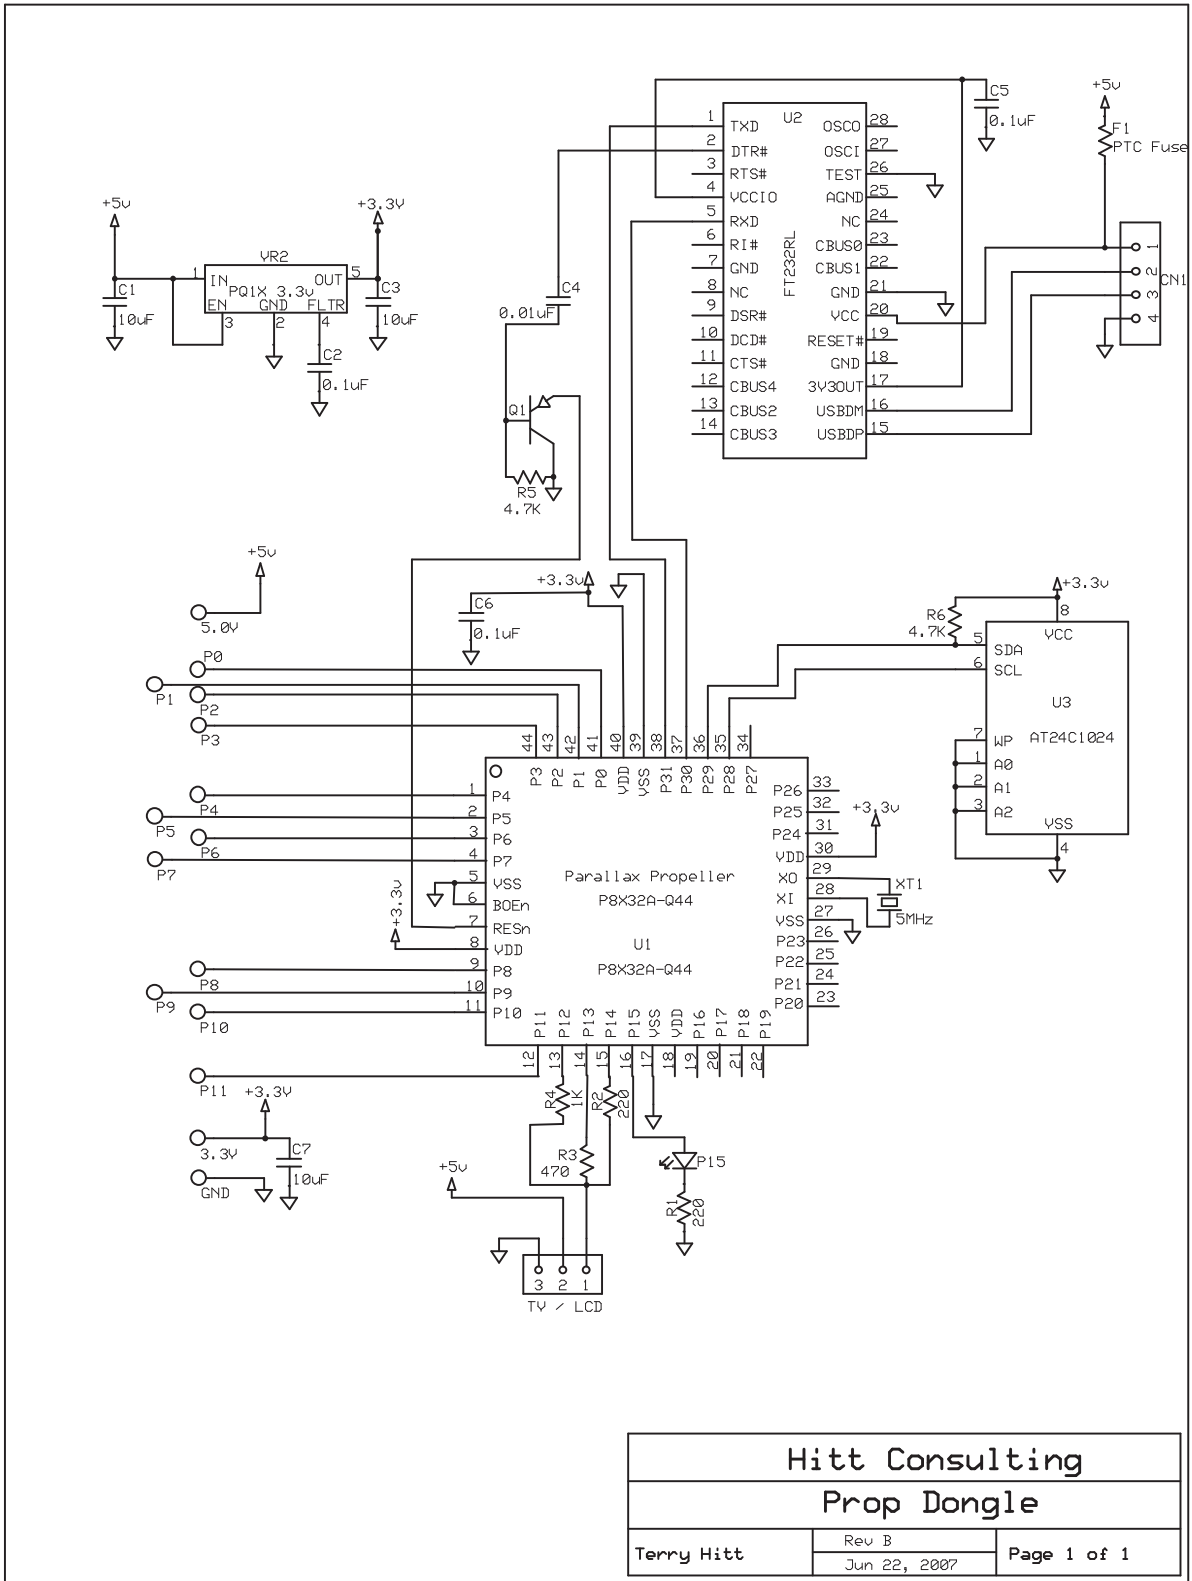 +5v
C5
0.1uF
F1
PTC Fuse
U2
FT232RL
1 TXD
2 DTR#
3 RTS#
4 VCCIO
5 RXD
6 RI#
7 GND
8 NC
9 DSR#
10 DCD#
11 CTS#
12 CBUS4
13 CBUS2
14 CBUS3
OSCO 28
OSCI 27
TEST 26
AGND 25
NC 24
CBUS0 23
CBUS1 22
GND 21
VCC 20
RESET# 19
GND 18
3V3OUT 17
USBDM 16
USBDP 15
1
2
3
4
CN1
+5v
+3.3V
VR2
1 IN
OUT 5
PQ1X 3.3v
EN GND FLTR
3 2 4
C1
10uF
C3
10uF
C2
0.1uF
C4
0.01uF
Q1
R5
4.7K
+5v
5.0V
P0
P1
P2
P3
P4
P5
P6
P7
P8
P9
P10
P11
+3.3V
3.3V
GND
C7
10uF
C6
0.1uF
+3.3v
R6
4.7K
+3.3v
8
VCC
5 SDA
6 SCL
U3
AT24C1024
7 WP
1 A0
2 A1
3 A2
VSS
4
44 P3
43 P2
42 P1
41 P0
40 VDD
39 VSS
38 P31
37 P30
36 P29
35 P28
34 P27
1 P4
2 P5
3 P6
4 P7
5 VSS
6 BOEn
7 RESn
8 VDD
9 P8
10 P9
11 P10
+3.3v
Parallax Propeller
P8X32A-Q44
U1
P8X32A-Q44
P26 33
P25 32
P24 31
VDD 30
XO 29
XI 28
VSS 27
P23 26
P22 25
P21 24
P20 23
+3.3v
XT1
5MHz
P11 12
P12 13
P13 14
P14 15
P15 16
VSS 17
VDD 18
P16 19
P17 20
P18 21
P19 22
R4
1K
R2
220
R3
470
P15
R1
220
+5v
3 2 1
TV / LCD
Hitt Consulting
Prop Dongle
Terry Hitt
Rev B
Jun 22, 2007
Page 1 of 1